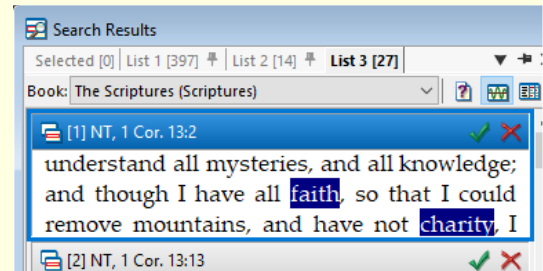 Search Results
Selected [0] List 1 [397] List 2 [14] List 3 [27]
Book: The Scriptures (Scriptures)
[1] NT, 1 Cor. 13:2
understand all mysteries, and all knowledge;
and though I have all faith, so that I could
remove mountains, and have not charity, I
[2] NT, 1 Cor. 13:13